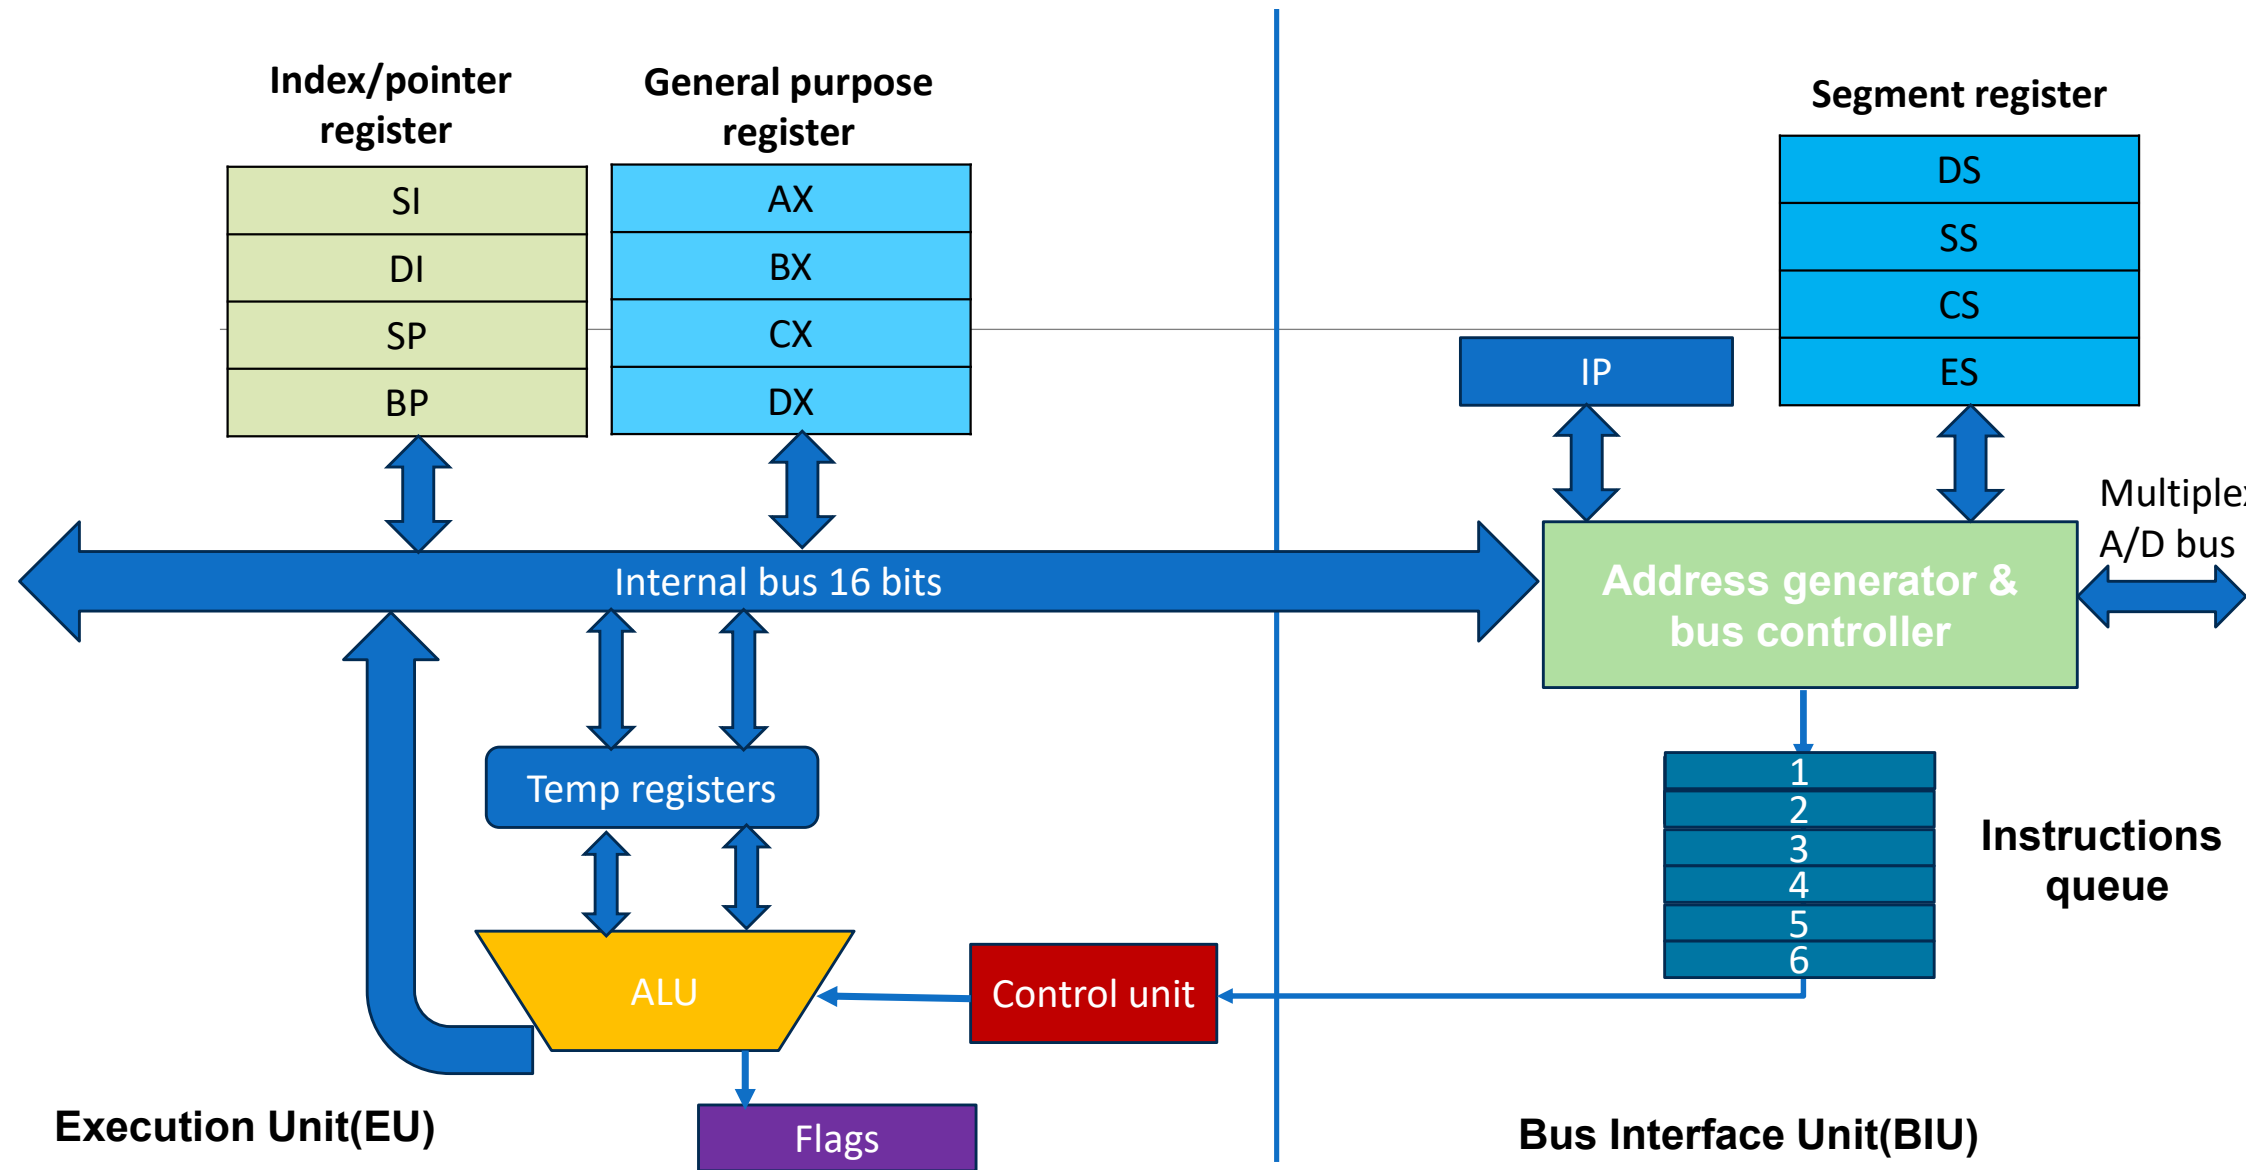 Index/pointer
register
General purpose
register
Segment register
SI
DI
SP
BP
AX
BX
CX
DX
DS
SS
CS
ES
IP
A/D bus
Internal bus 16 bits
Address generator &
bus controller
Temp registers
1
2
3
4
5
6
Instructions
queue
ALU
Control unit
Flags
Execution Unit(EU)
Bus Interface Unit(BIU)